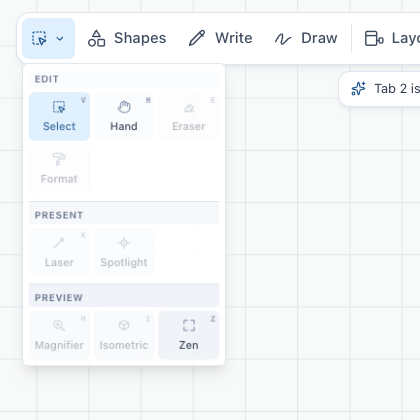 Shapes Write Draw Layo
Tab 2 is
EDIT
V H E
Select Hand Eraser
Format
PRESENT
K
Laser Spotlight
PREVIEW
M I Z
Magnifier Isometric Zen